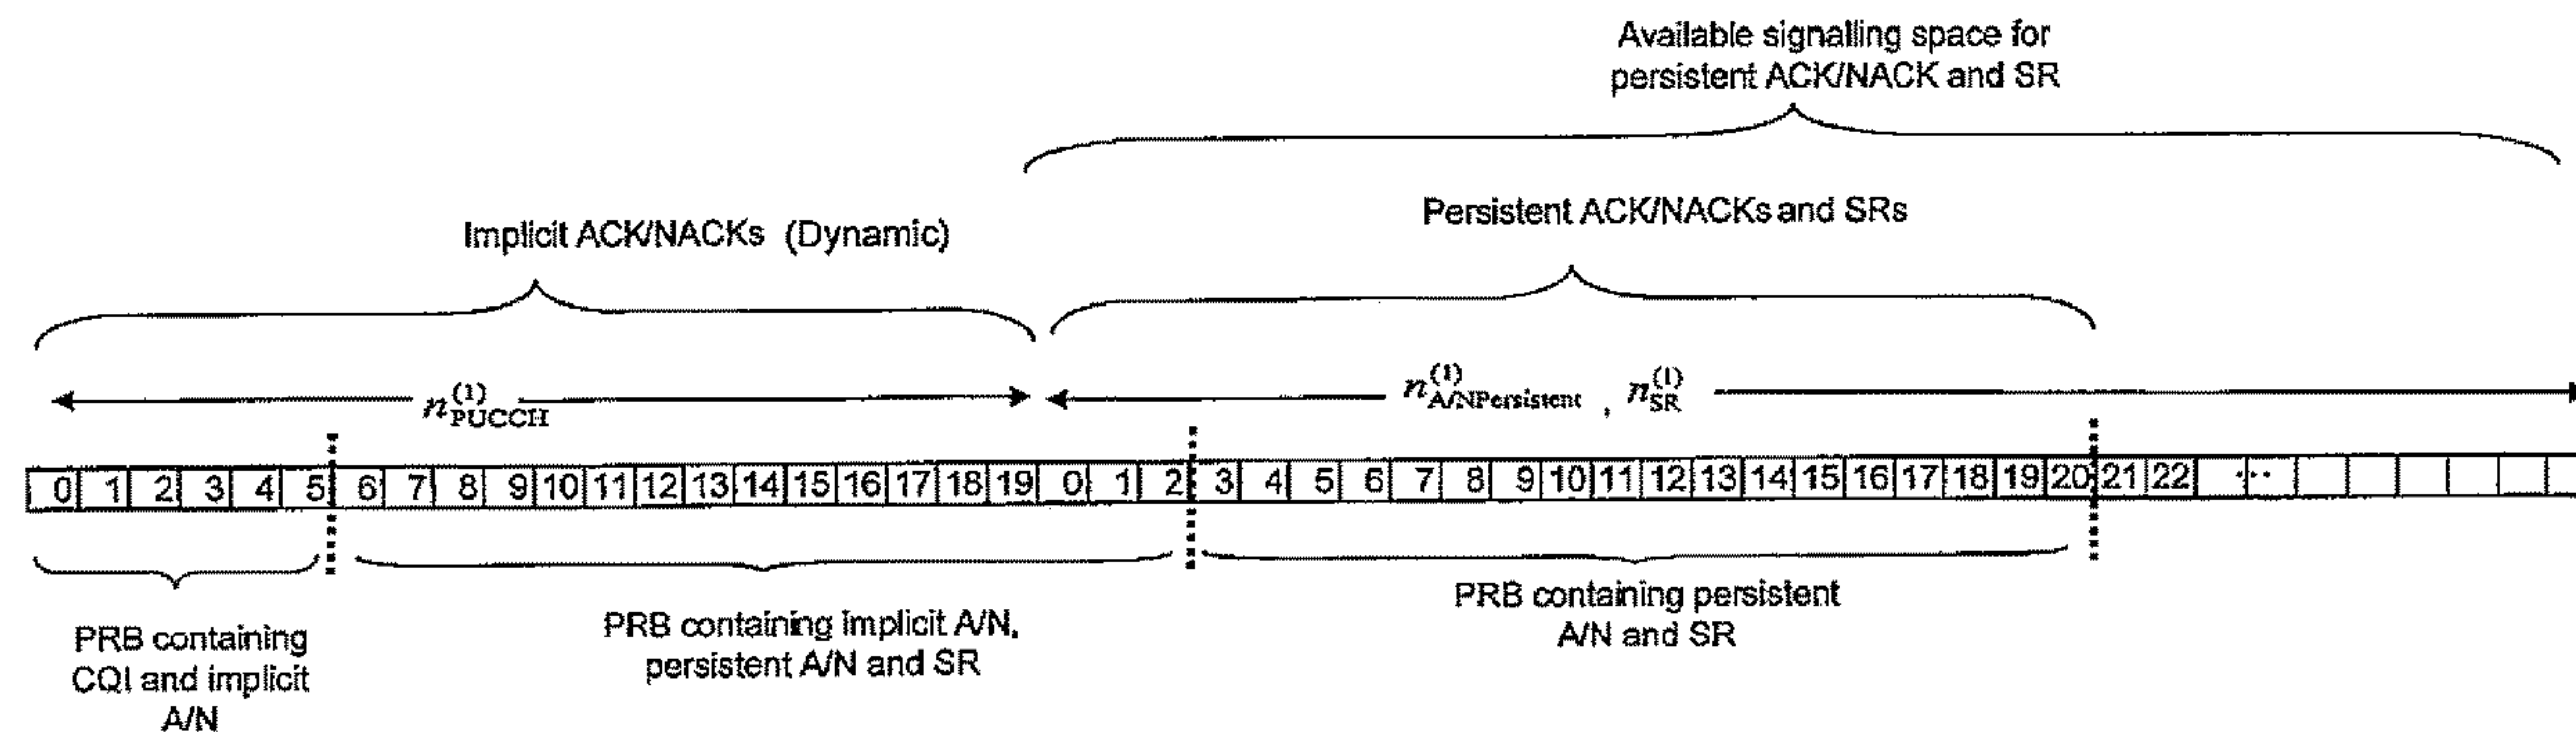 Available signalling space for
persistent ACK/NACK and SR
Implicit ACK/NACKs (Dynamic)
Persistent ACK/NACKs and SRs
n(1)PUCCH
n(1)A/NPersistent , n(1)SR
0 1 2 3 4 5 6 7 8 9 10 11 12 13 14 15 16 17 18 19 0 1 2 3 4 5 6 7 8 9 10 11 12 13 14 15 16 17 18 19 20 21 22 ...
PRB containing
CQI and implicit
A/N
PRB containing implicit A/N,
persistent A/N and SR
PRB containing persistent
A/N and SR